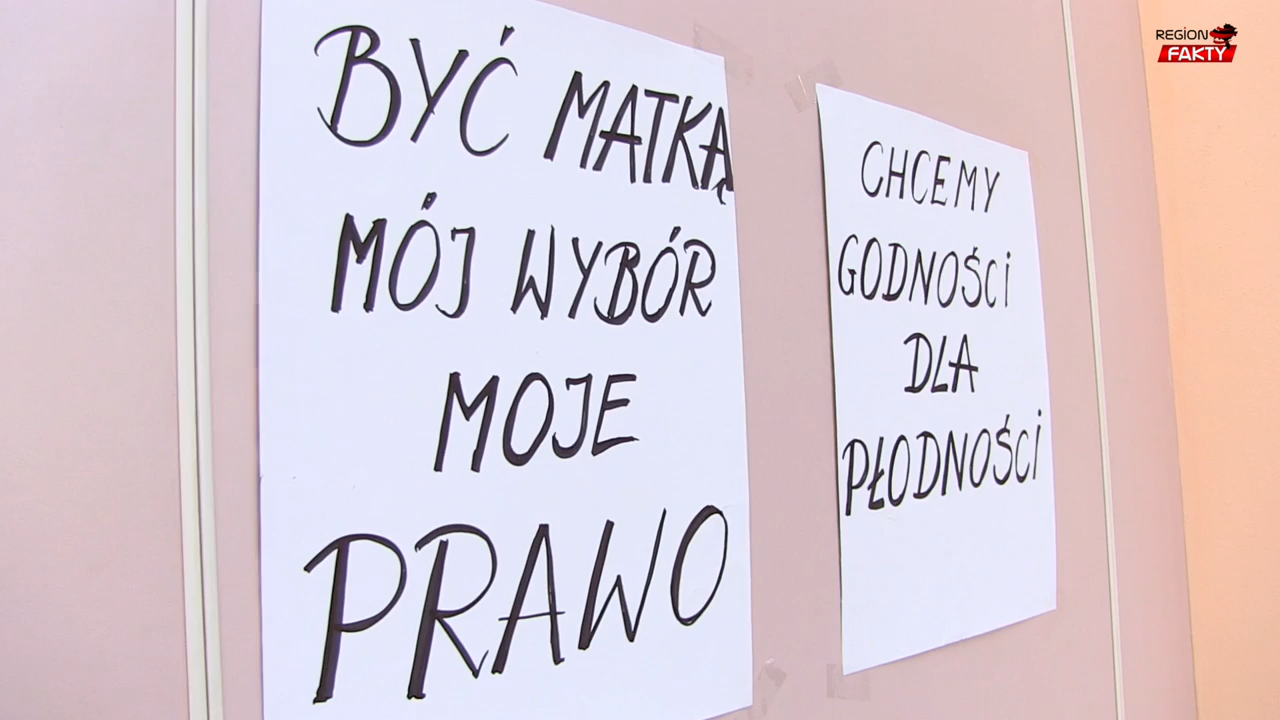 BYĆ MATKĄ
MÓJ WYBÓR
MOJE
PRAWO
CHCEMY
GODNOŚCi
DLA
PŁODNOŚCi
REGiON
FAKTY